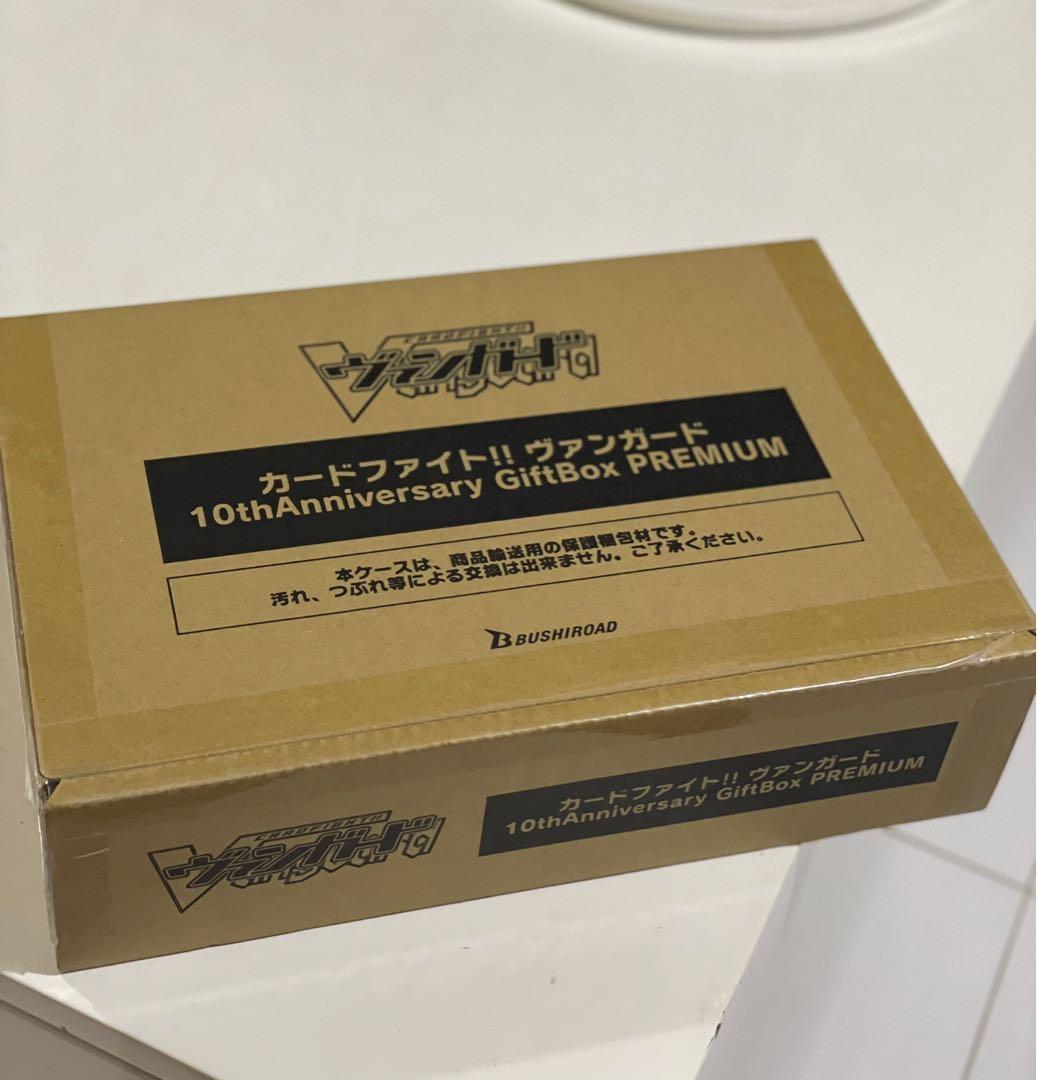 CARDFIGHT!!
ヴァンガード
カードファイト!! ヴァンガード
10thAnniversary GiftBox PREMIUM
本ケースは、商品輸送用の保護梱包材です。
汚れ、つぶれ等による交換は出来ません。ご了承ください。
BUSHIROAD
CARDFIGHT!!
ヴァンガード
カードファイト!! ヴァンガード
10thAnniversary GiftBox PREMIUM